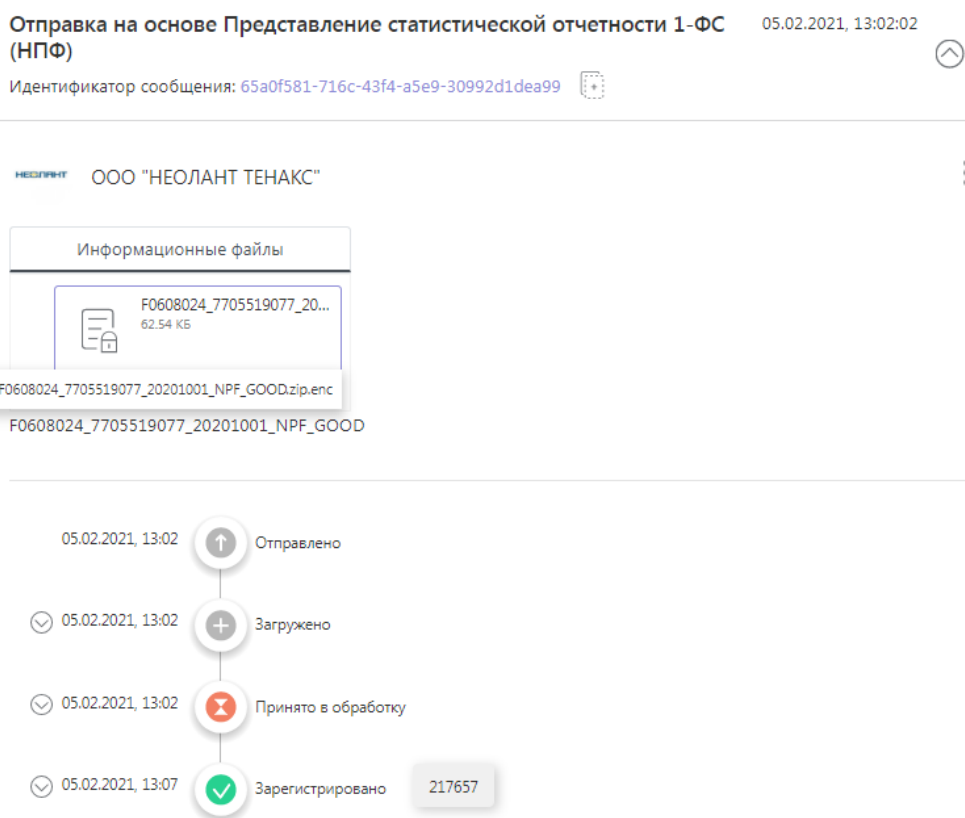 Отправка на основе Представление статистической отчетности 1-ФС 05.02.2021, 13:02:02
(НПФ)
Идентификатор сообщения: 65a0f581-716c-43f4-a5e9-30992d1dea99
НЕОЛАНТ ООО "НЕОЛАНТ ТЕНАКС"
Информационные файлы
F0608024_7705519077_20...
62.54 КБ
F0608024_7705519077_20201001_NPF_GOOD.zip.enc
F0608024_7705519077_20201001_NPF_GOOD
05.02.2021, 13:02 Отправлено
05.02.2021, 13:02 Загружено
05.02.2021, 13:02 Принято в обработку
05.02.2021, 13:07 Зарегистрировано 217657